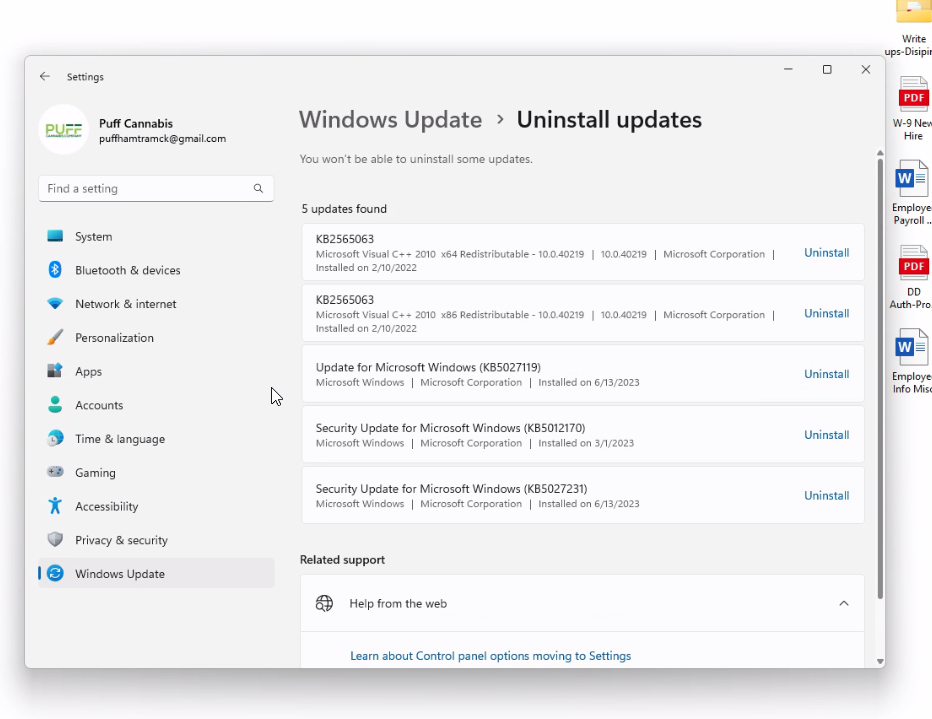 Write
ups-Disipi
Settings
PUFF
Puff Cannabis
puffhamtramck@gmail.com
Windows Update > Uninstall updates
You won't be able to uninstall some updates.
Find a setting
5 updates found
System
Bluetooth & devices
Network & internet
Personalization
Apps
Accounts
Time & language
Gaming
Accessibility
Privacy & security
Windows Update
KB2565063
Microsoft Visual C++ 2010 x64 Redistributable - 10.0.40219 | 10.0.40219 | Microsoft Corporation |
Installed on 2/10/2022
Uninstall
KB2565063
Microsoft Visual C++ 2010 x86 Redistributable - 10.0.40219 | 10.0.40219 | Microsoft Corporation |
Installed on 2/10/2022
Uninstall
Update for Microsoft Windows (KB5027119)
Microsoft Windows | Microsoft Corporation | Installed on 6/13/2023
Uninstall
Security Update for Microsoft Windows (KB5012170)
Microsoft Windows | Microsoft Corporation | Installed on 3/1/2023
Uninstall
Security Update for Microsoft Windows (KB5027231)
Microsoft Windows | Microsoft Corporation | Installed on 6/13/2023
Uninstall
Related support
Help from the web
Learn about Control panel options moving to Settings
PDF
W-9 New
Hire
W
Employe
Payroll ..
PDF
DD
Auth-Pro.
W
Employe
Info Misc